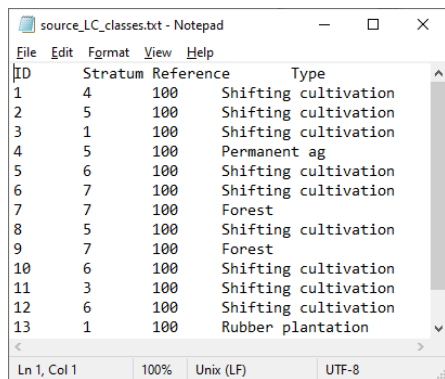 source_LC_classes.txt - Notepad
File Edit Format View Help
ID Stratum Reference Type
1 4 100 Shifting cultivation
2 5 100 Shifting cultivation
3 1 100 Shifting cultivation
4 5 100 Permanent ag
5 6 100 Shifting cultivation
6 7 100 Shifting cultivation
7 7 100 Forest
8 5 100 Shifting cultivation
9 7 100 Forest
10 6 100 Shifting cultivation
11 3 100 Shifting cultivation
12 6 100 Shifting cultivation
13 1 100 Rubber plantation
Ln 1, Col 1 100% Unix (LF) UTF-8